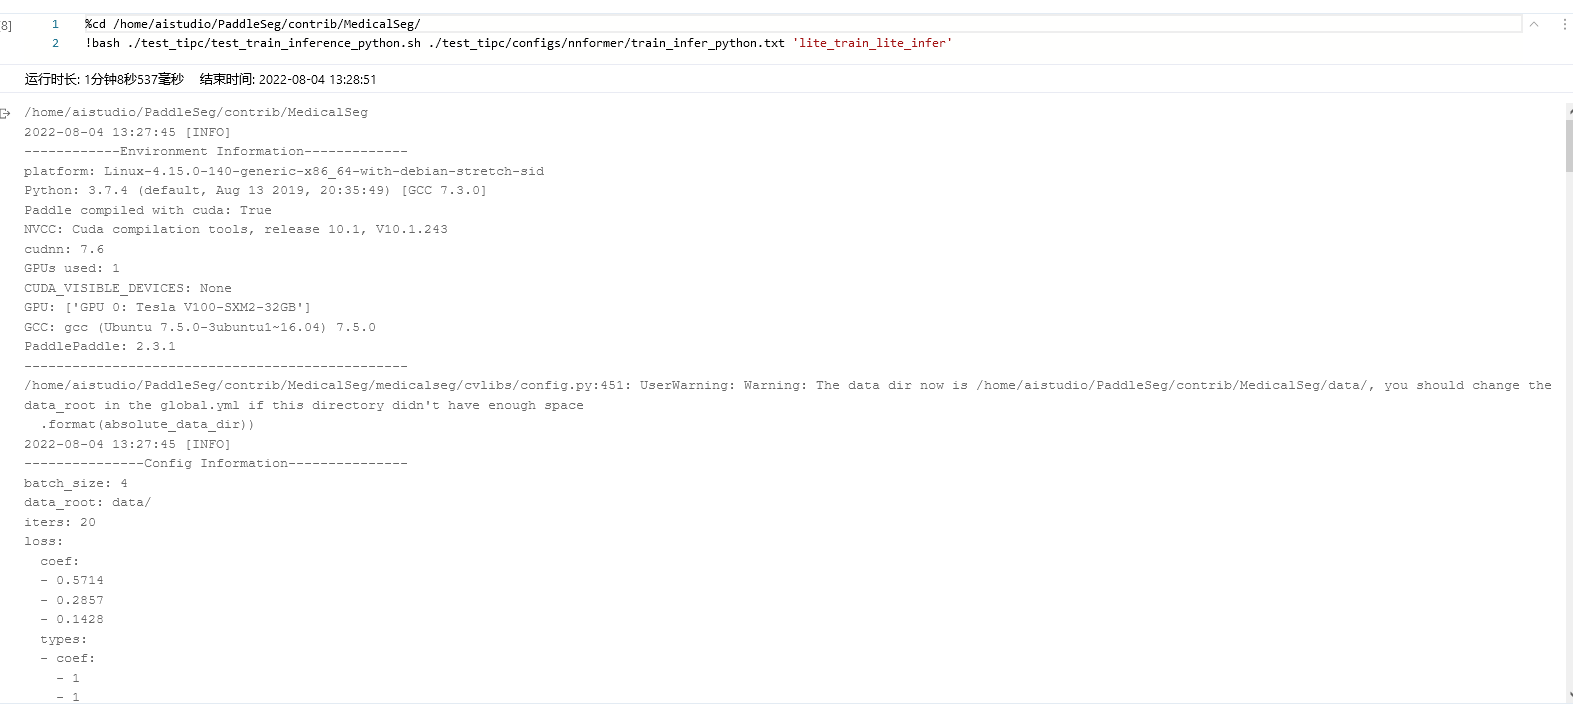 8]
1 %cd /home/aistudio/PaddleSeg/contrib/MedicalSeg/
2 !bash ./test_tipc/test_train_inference_python.sh ./test_tipc/configs/nnformer/train_infer_python.txt 'lite_train_lite_infer'
运行时长: 1分钟8秒537毫秒 结束时间: 2022-08-04 13:28:51
/home/aistudio/PaddleSeg/contrib/MedicalSeg
2022-08-04 13:27:45 [INFO]
------------Environment Information-------------
platform: Linux-4.15.0-140-generic-x86_64-with-debian-stretch-sid
Python: 3.7.4 (default, Aug 13 2019, 20:35:49) [GCC 7.3.0]
Paddle compiled with cuda: True
NVCC: Cuda compilation tools, release 10.1, V10.1.243
cudnn: 7.6
GPUs used: 1
CUDA_VISIBLE_DEVICES: None
GPU: ['GPU 0: Tesla V100-SXM2-32GB']
GCC: gcc (Ubuntu 7.5.0-3ubuntu1~16.04) 7.5.0
PaddlePaddle: 2.3.1
------------------------------------------------
/home/aistudio/PaddleSeg/contrib/MedicalSeg/medicalseg/cvlibs/config.py:451: UserWarning: Warning: The data dir now is /home/aistudio/PaddleSeg/contrib/MedicalSeg/data/, you should change the
data_root in the global.yml if this directory didn't have enough space
  .format(absolute_data_dir))
2022-08-04 13:27:45 [INFO]
---------------Config Information---------------
batch_size: 4
data_root: data/
iters: 20
loss:
  coef:
  - 0.5714
  - 0.2857
  - 0.1428
  types:
  - coef:
    - 1
    - 1